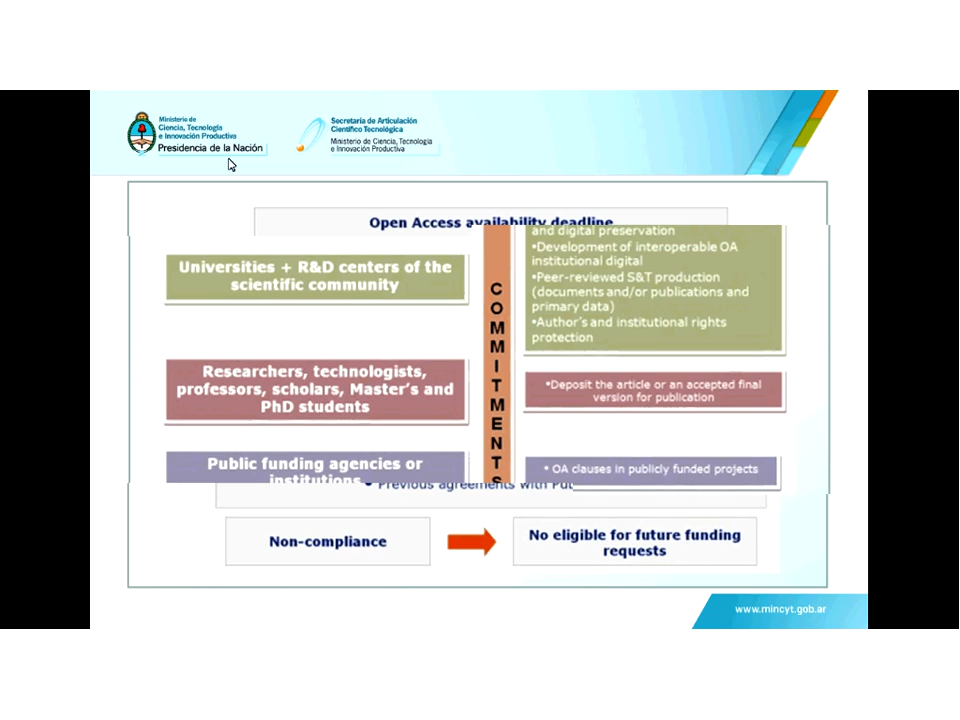 Ministerio de
Ciencia, Tecnología
e Innovación Productiva
Presidencia de la Nación
Secretaría de Articulación
Científico Tecnológica
Ministerio de Ciencia, Tecnología
e Innovación Productiva
Open Access availability deadline
Universities + R&D centers of the
scientific community
Researchers, technologists,
professors, scholars, Master's and
PhD students
Public funding agencies or
institutions
COMMITMENTS
and digital preservation
•Development of interoperable OA
institutional digital
•Peer-reviewed S&T production
(documents and/or publications and
primary data)
•Author's and institutional rights
protection
•Deposit the article or an accepted final
version for publication
• OA clauses in publicly funded projects
• Previous agreements with
Non-compliance
No eligible for future funding
requests
www.mincyt.gob.ar